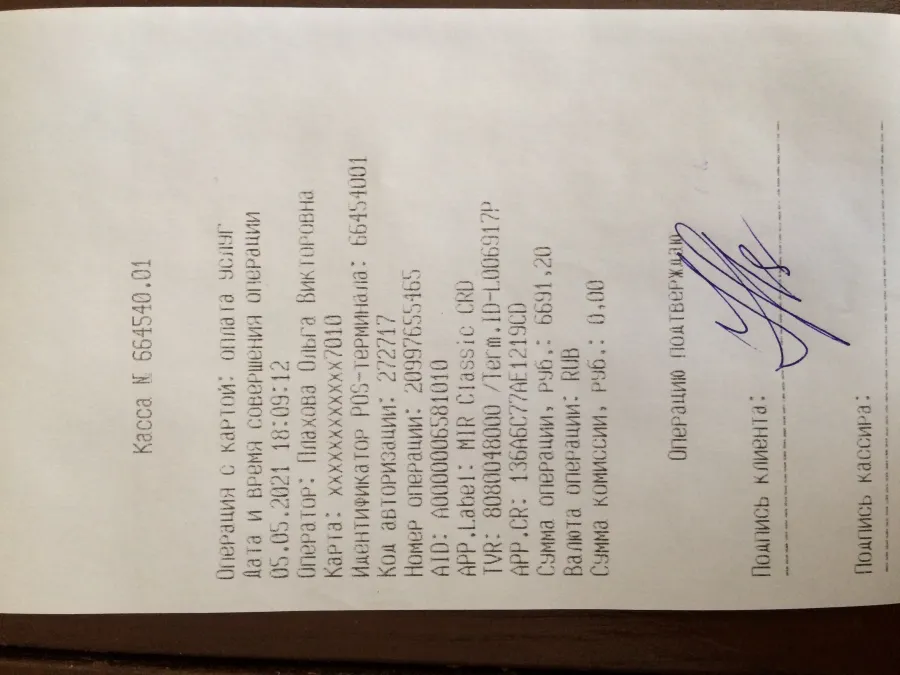 Касса № 664540.01
Операция с картой: оплата услуг
Дата и время совершения операции
05.05.2021 18:09:12
Оператор: Плахова Ольга Викторовна
Карта: xxxxxxxxxxxx7010
Идентификатор POS-терминала: 66454001
Код авторизации: 272717
Номер операции: 20997655465
AID: A0000006581010
APP.Label: MIR Classic CRD
TVR: 8080048000 /Term.ID-L006917P
APP.CR: 136A6C77AE1219CD
Сумма операции, руб.: 6691,20
Валюта операции: RUB
Сумма комиссии, руб.: 0,00
Операцию подтверждаю
Подпись клиента:
Подпись кассира: